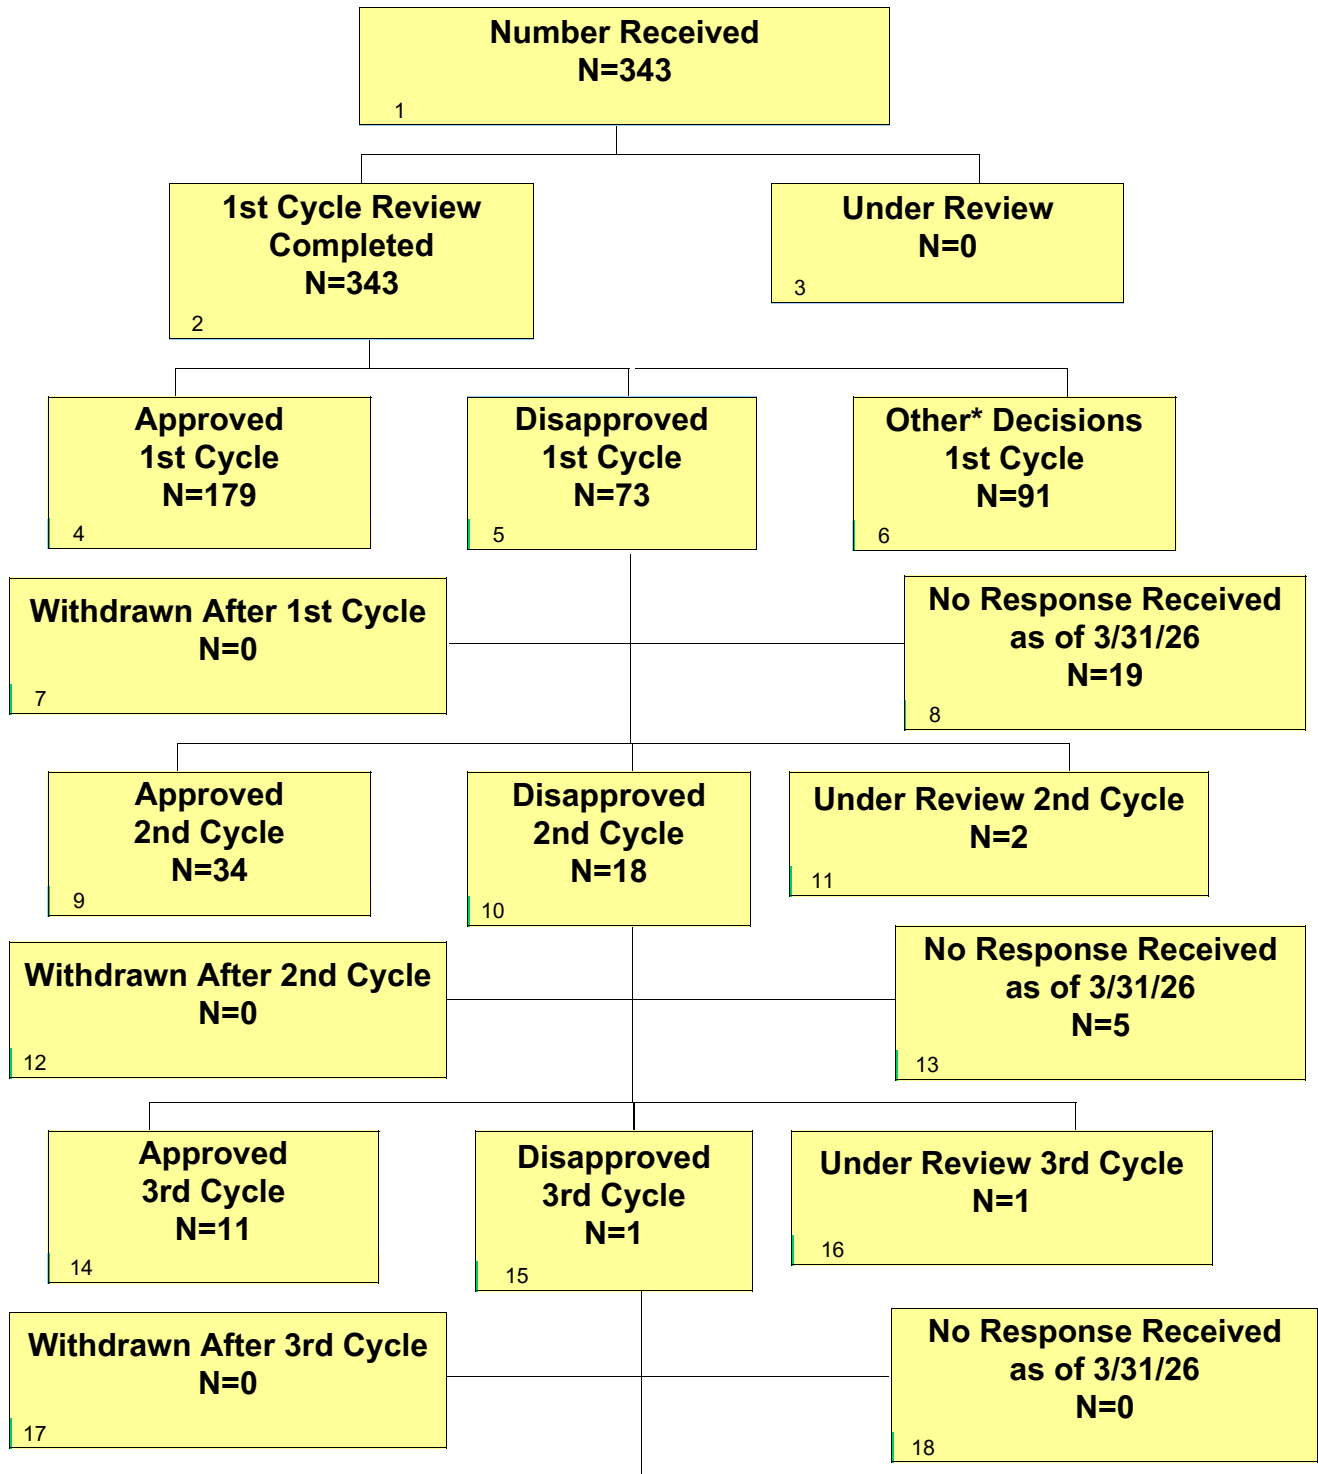 Number Received
N=343
1
1st Cycle Review
Completed
N=343
2
Under Review
N=0
3
Approved
1st Cycle
N=179
4
Disapproved
1st Cycle
N=73
5
Other* Decisions
1st Cycle
N=91
6
Withdrawn After 1st Cycle
N=0
7
No Response Received
as of 3/31/26
N=19
8
Approved
2nd Cycle
N=34
9
Disapproved
2nd Cycle
N=18
10
Under Review 2nd Cycle
N=2
11
Withdrawn After 2nd Cycle
N=0
12
No Response Received
as of 3/31/26
N=5
13
Approved
3rd Cycle
N=11
14
Disapproved
3rd Cycle
N=1
15
Under Review 3rd Cycle
N=1
16
Withdrawn After 3rd Cycle
N=0
17
No Response Received
as of 3/31/26
N=0
18